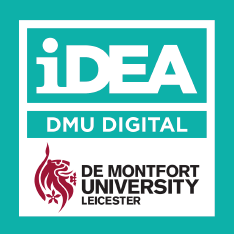 iDEA
DMU DIGITAL
DE MONTFORT
UNIVERSITY
LEICESTER